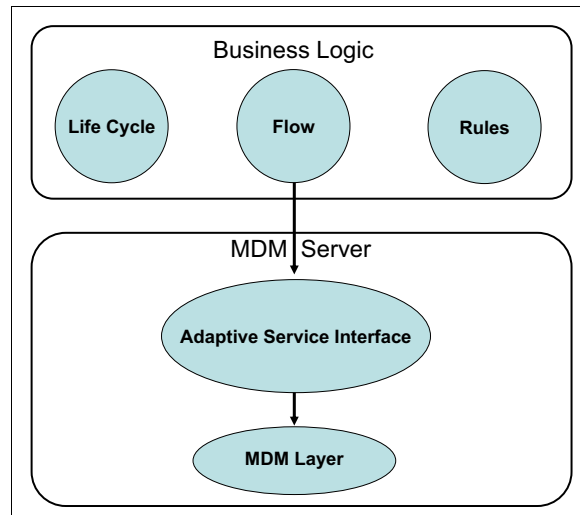 Business Logic
Life Cycle
Flow
Rules
MDM Server
Adaptive Service Interface
MDM Layer